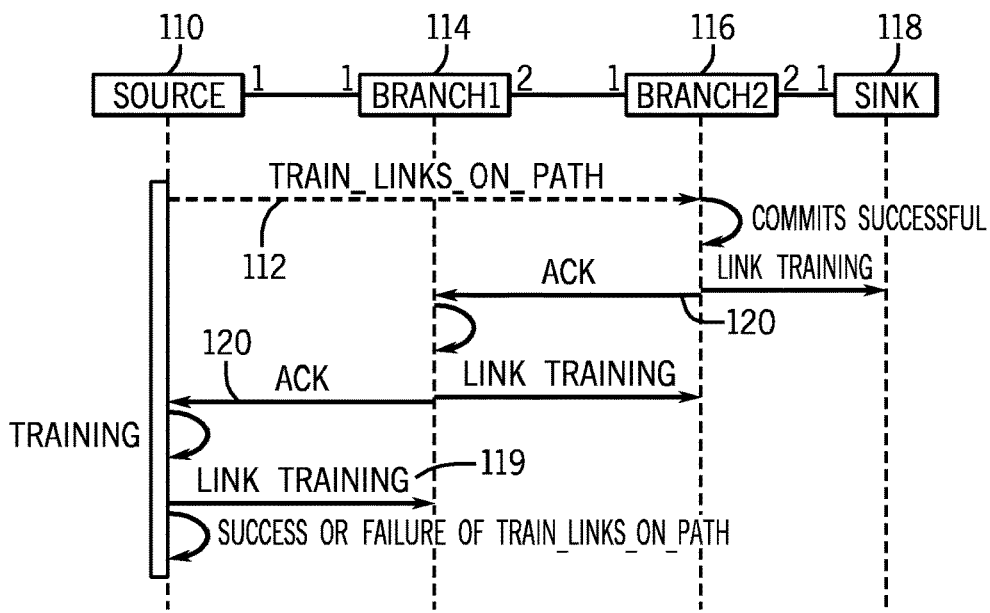 110 114 116 118
SOURCE 1 1 BRANCH1 2 1 BRANCH2 2 1 SINK
TRAIN_LINKS_ON_PATH
COMMITS SUCCESSFUL
112
ACK LINK TRAINING
120
120
ACK LINK TRAINING
TRAINING
LINK TRAINING 119
SUCCESS OR FAILURE OF TRAIN_LINKS_ON_PATH